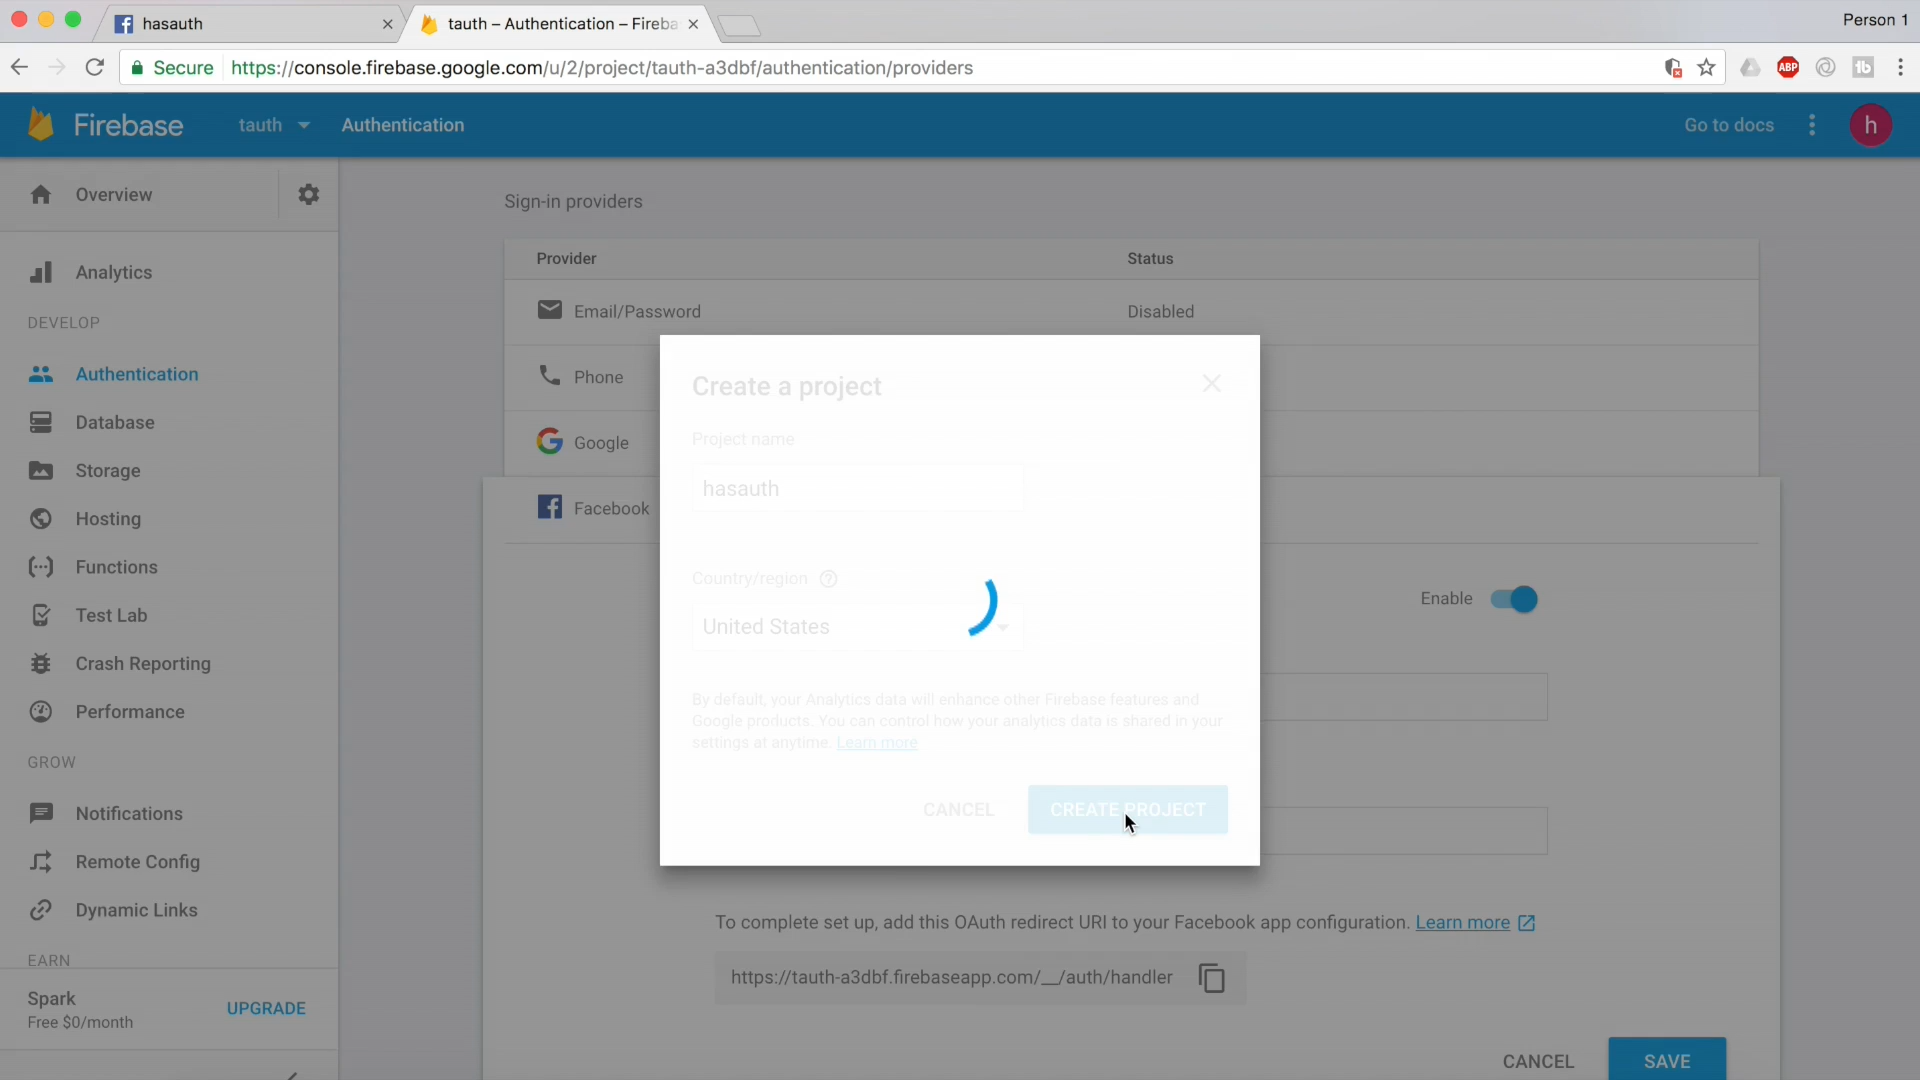 hasauth
tauth – Authentication – Fireba
Person 1
Secure
https://console.firebase.google.com/u/2/project/tauth-a3dbf/authentication/providers
ABP
Firebase
tauth
Authentication
Go to docs
h
Overview
Analytics
DEVELOP
Authentication
Database
Storage
Hosting
Functions
Test Lab
Crash Reporting
Performance
GROW
Notifications
Remote Config
Dynamic Links
EARN
Spark
Free $0/month
UPGRADE
Sign-in providers
Provider Status
Email/Password Disabled
Phone
Google
Facebook
Enable
Create a project
Project name
hasauth
Country/region
United States
By default, your Analytics data will enhance other Firebase features and
Google products. You can control how your analytics data is shared in your
settings at anytime. Learn more
CANCEL
CREATE PROJECT
To complete set up, add this OAuth redirect URI to your Facebook app configuration. Learn more
https://tauth-a3dbf.firebaseapp.com/__/auth/handler
CANCEL
SAVE